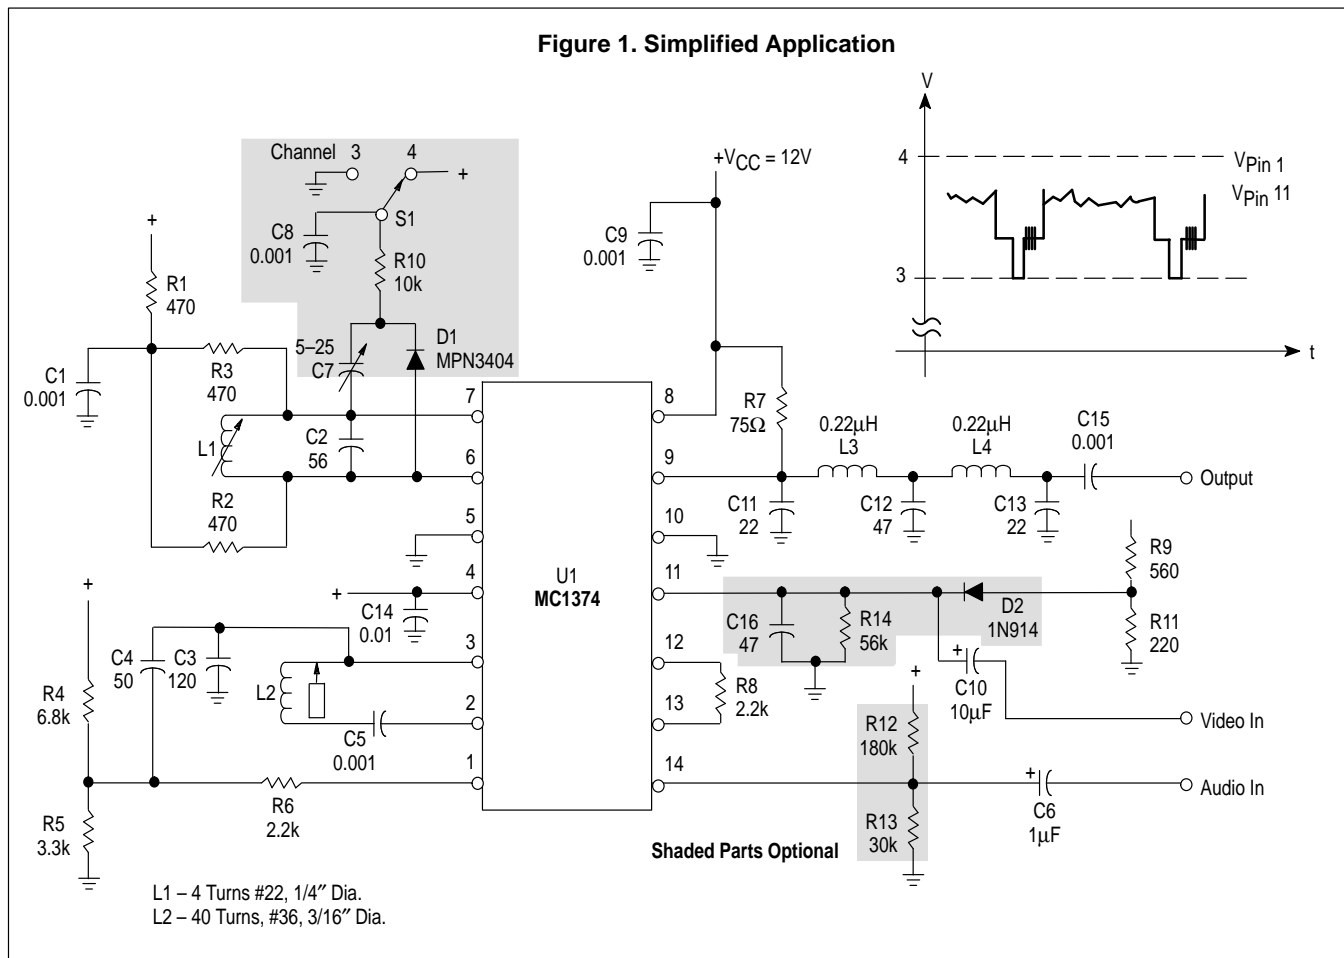 Figure 1. Simplified Application
V
4
3
t
VPin 1
VPin 11
Channel 3 4
+
S1
C8
0.001
R10
10k
5–25
C7
D1
MPN3404
+
R1
470
C1
0.001
R3
470
L1
C2
56
R2
470
+VCC = 12V
C9
0.001
R7
75Ω
0.22µH
L3
0.22µH
L4
C15
0.001
Output
C11
22
C12
47
C13
22
7
6
5
4
3
2
1
8
9
10
11
12
13
14
U1
MC1374
+
C14
0.01
+
C4
50
C3
120
L2
C5
0.001
R4
6.8k
R5
3.3k
R6
2.2k
C16
47
R14
56k
D2
1N914
R9
560
R11
220
R8
2.2k
+
C10
10µF
Video In
+
R12
180k
R13
30k
+
C6
1µF
Audio In
Shaded Parts Optional
L1 – 4 Turns #22, 1/4″ Dia.
L2 – 40 Turns, #36, 3/16″ Dia.